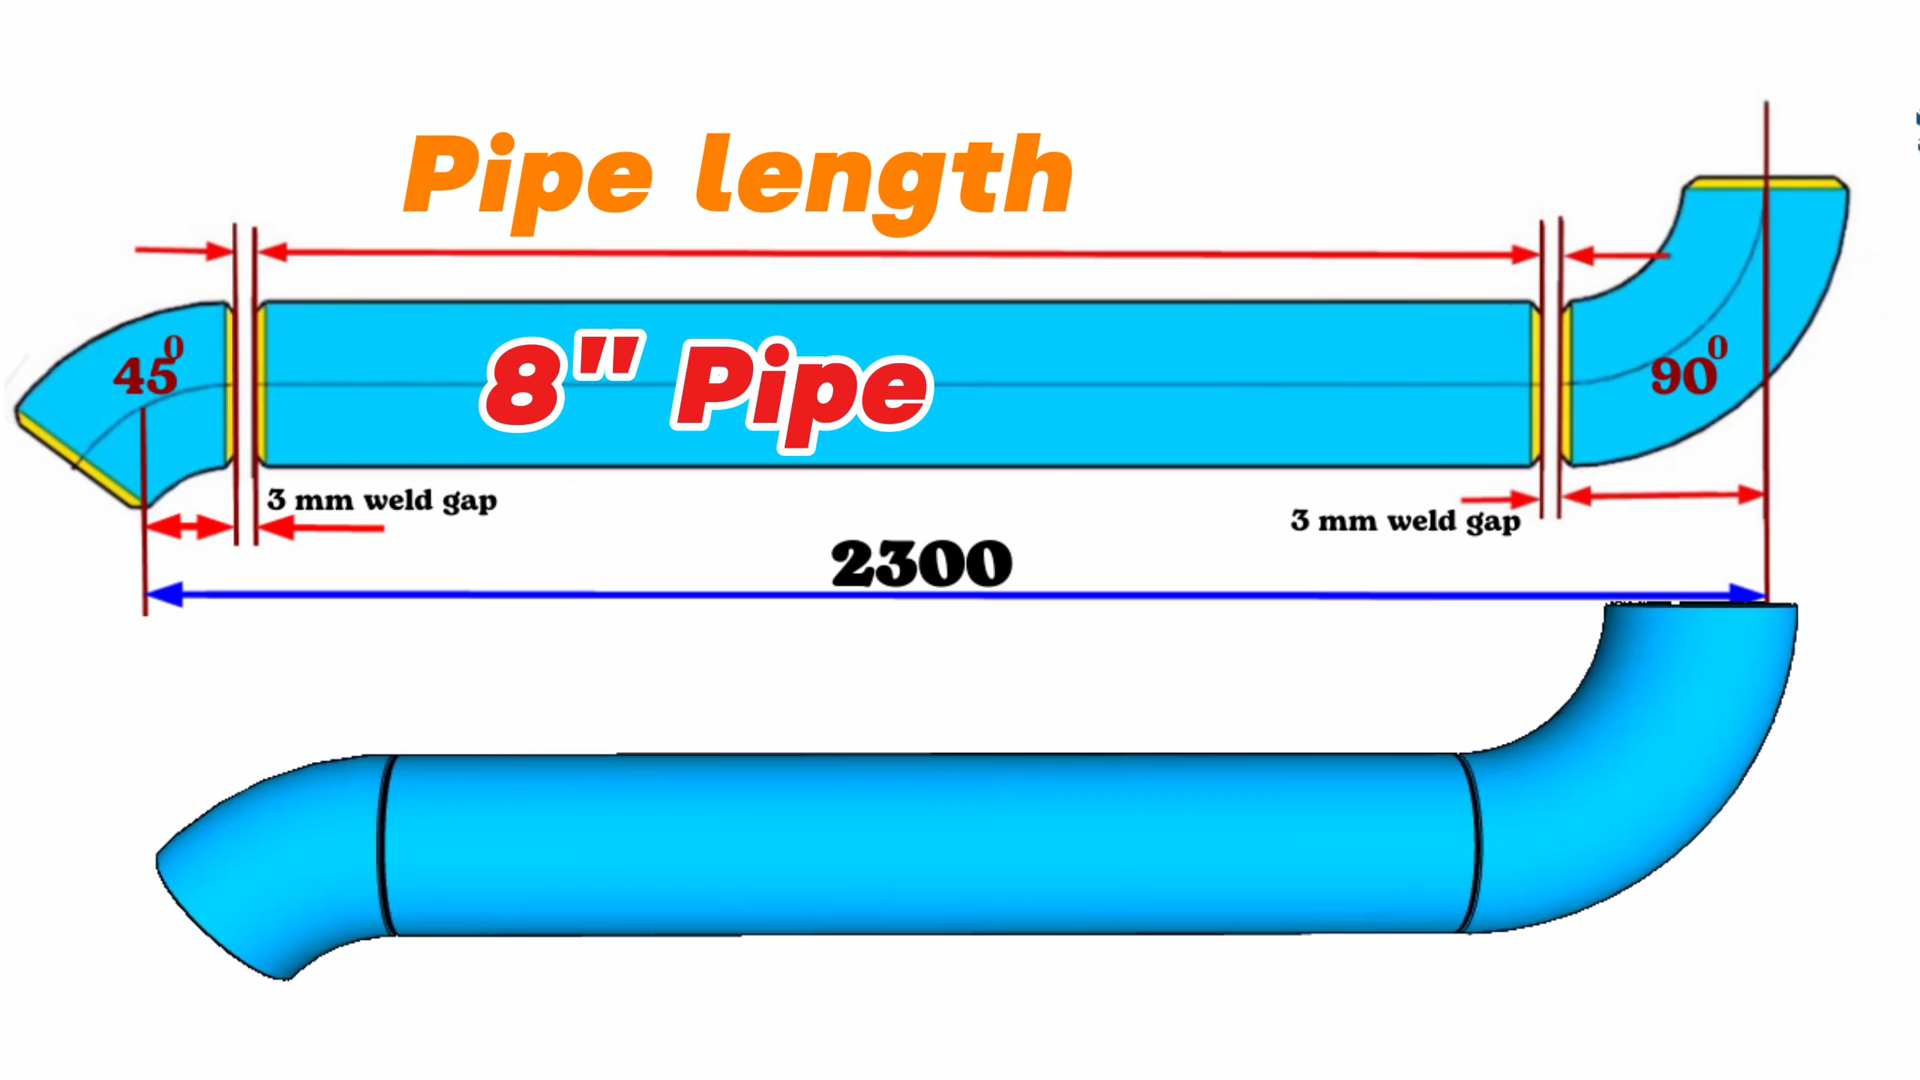 Pipe length
45⁰
8" Pipe
90⁰
3 mm weld gap
3 mm weld gap
2300